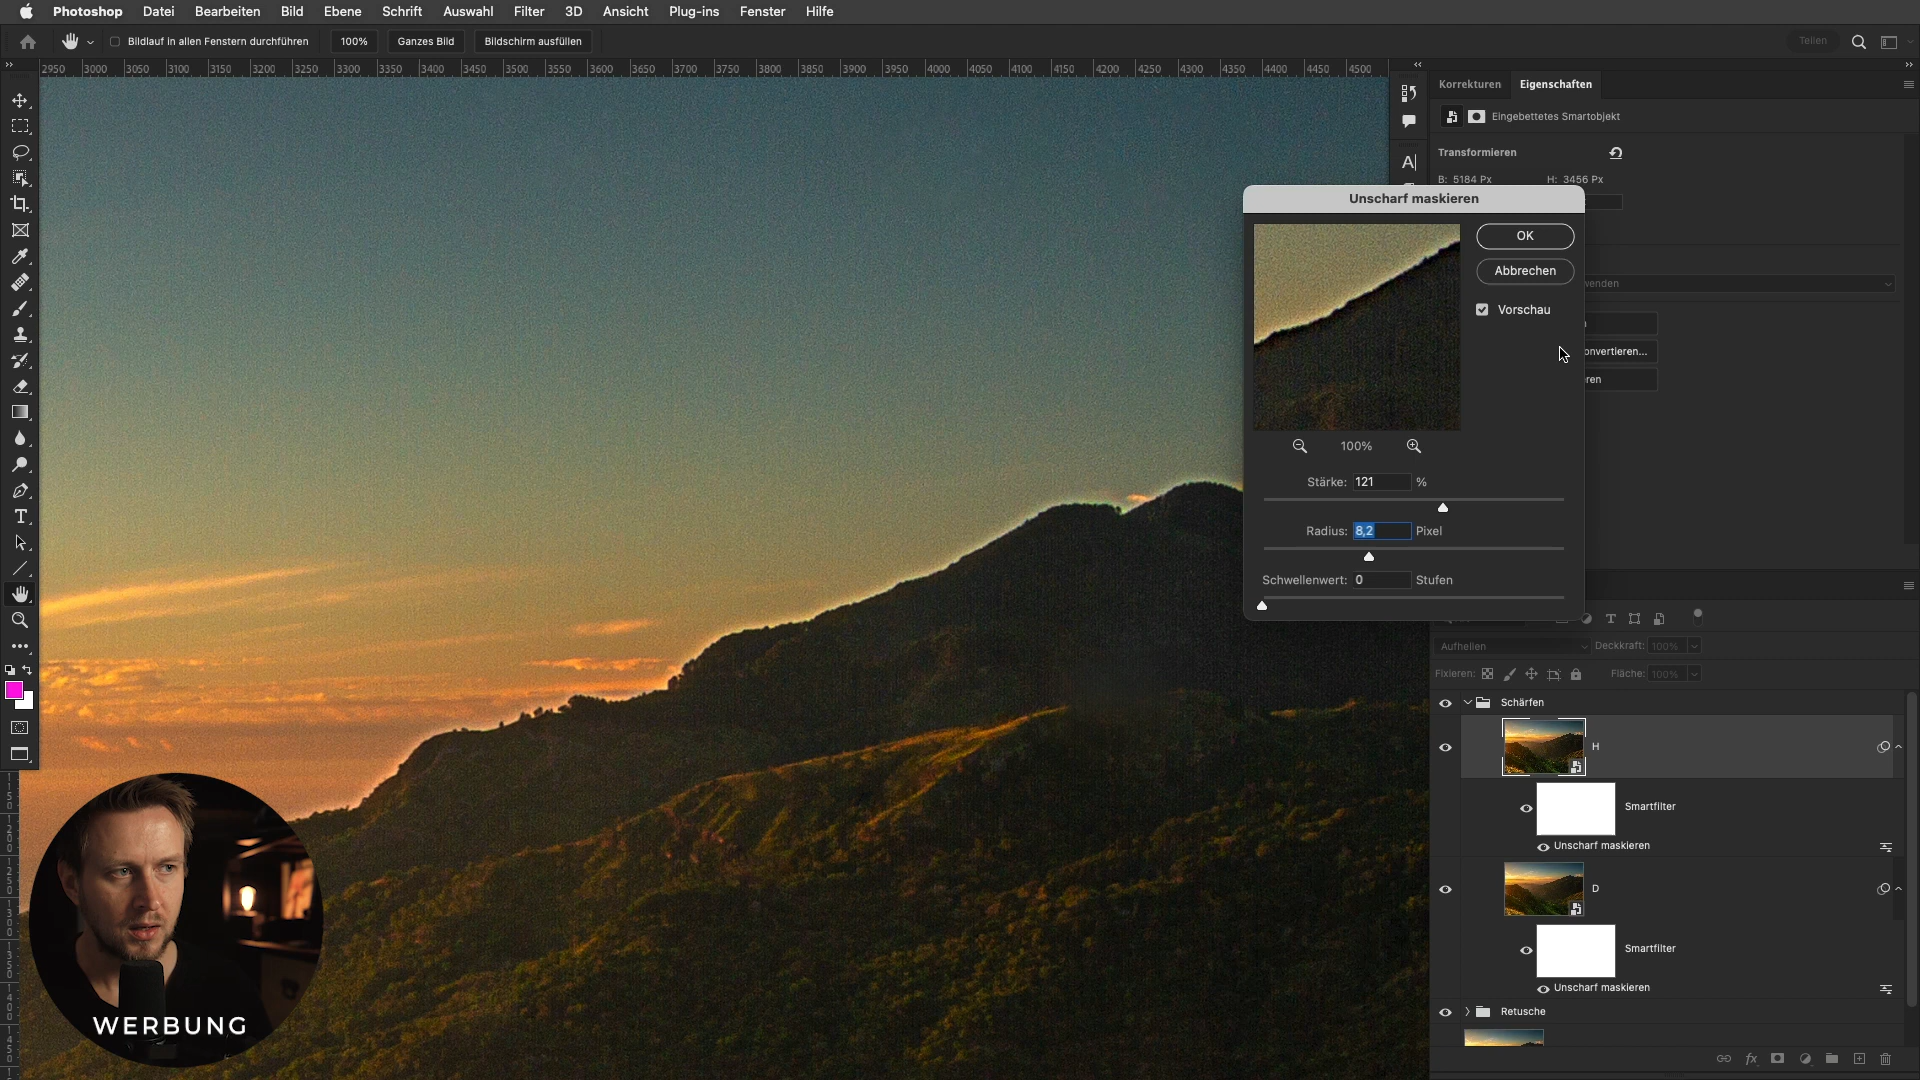 Photoshop Datei Bearbeiten Bild Ebene Schrift Auswahl Filter 3D Ansicht Plug-ins Fenster Hilfe
Bildlauf in allen Fenstern durchführen 100% Ganzes Bild Bildschirm ausfüllen Teilen
2950 3000 3050 3100 3150 3200 3250 3300 3350 3400 3450 3500 3550 3600 3650 3700 3750 3800 3850 3900 3950 4000 4050 4100 4150 4200 4250 4300 4350 4400 4450 4500
Korrekturen Eigenschaften
Eingebettetes Smartobjekt
Transformieren
B: 5184 Px H: 3456 Px
Unscharf maskieren
OK
Abbrechen
wenden
Vorschau
onvertieren...
ren
100%
Stärke: 121 %
Radius: 8,2 Pixel
Schwellenwert: 0 Stufen
Aufhellen Deckkraft: 100%
Fixieren: Fläche: 100%
Schärfen
H
Smartfilter
Unscharf maskieren
D
Smartfilter
Unscharf maskieren
Retusche
WERBUNG